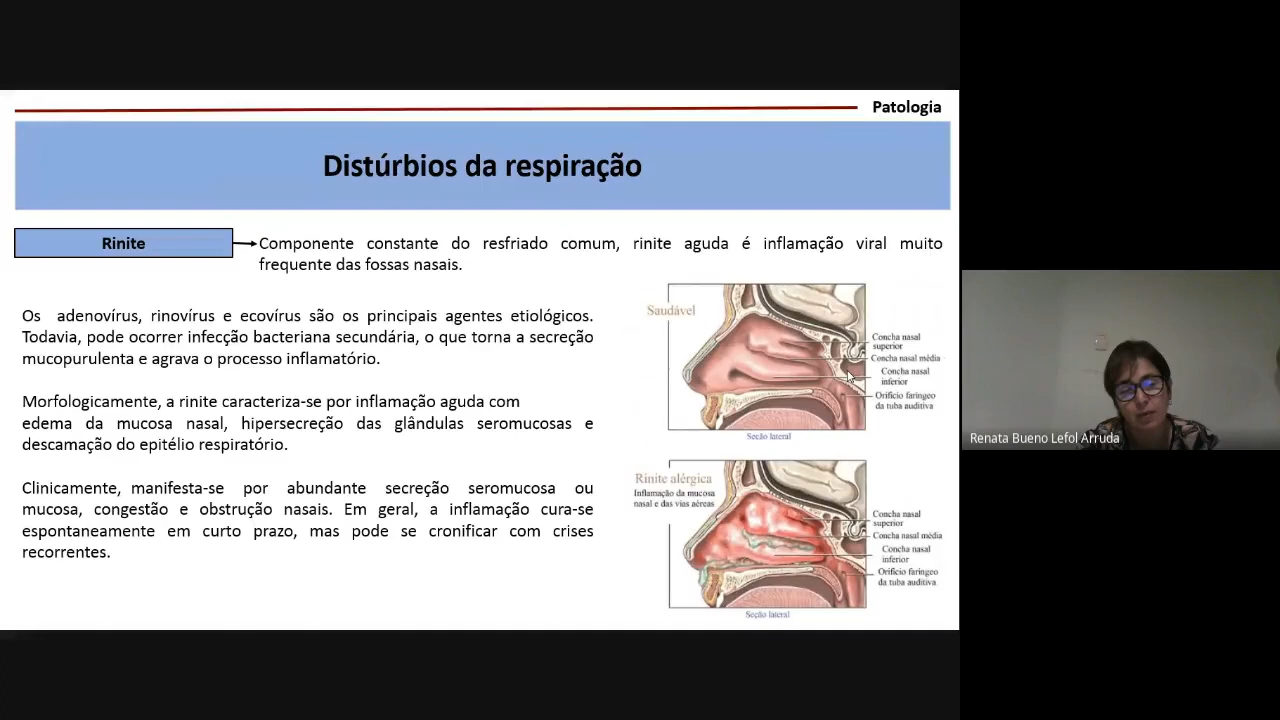 Patologia
Distúrbios da respiração
Rinite
Componente constante do resfriado comum, rinite aguda é inflamação viral muito
frequente das fossas nasais.
Os adenovírus, rinovírus e ecovírus são os principais agentes etiológicos.
Todavia, pode ocorrer infecção bacteriana secundária, o que torna a secreção
mucopurulenta e agrava o processo inflamatório.
Morfologicamente, a rinite caracteriza-se por inflamação aguda com
edema da mucosa nasal, hipersecreção das glândulas seromucosas e
descamação do epitélio respiratório.
Clinicamente, manifesta-se por abundante secreção seromucosa ou
mucosa, congestão e obstrução nasais. Em geral, a inflamação cura-se
espontaneamente em curto prazo, mas pode se cronificar com crises
recorrentes.
Saudável
Concha nasal
superior
Concha nasal média
Concha nasal
inferior
Orifício faríngeo
da tuba auditiva
Seção lateral
Rinite alérgica
Inflamação da mucosa
nasal e das vias aéreas
Concha nasal
superior
Concha nasal média
Concha nasal
inferior
Orifício faríngeo
da tuba auditiva
Seção lateral
Renata Bueno Lefol Arruda